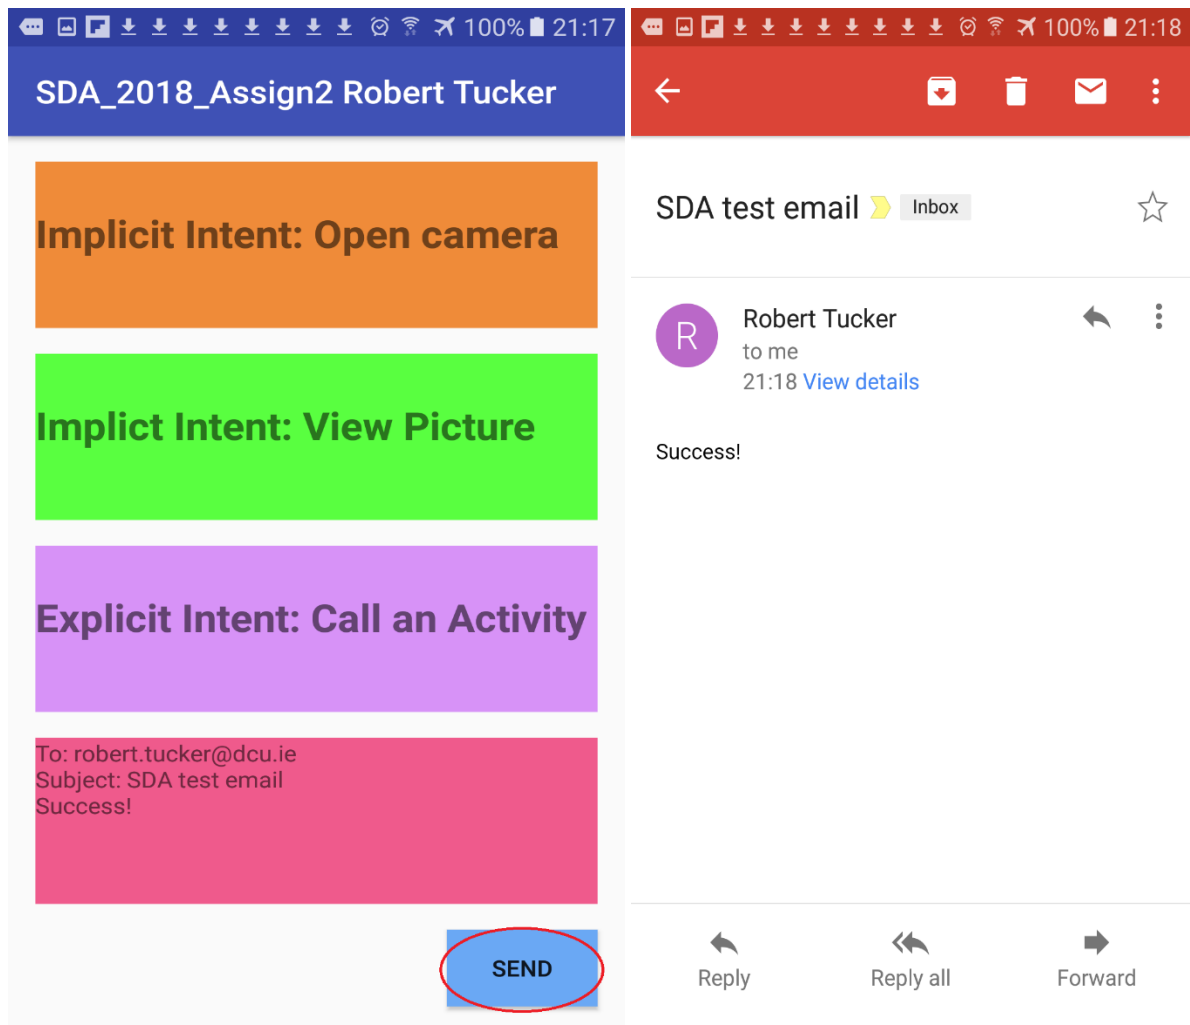 100% 21:17
SDA_2018_Assign2 Robert Tucker
Implicit Intent: Open camera
Implict Intent: View Picture
Explicit Intent: Call an Activity
To: robert.tucker@dcu.ie
Subject: SDA test email
Success!
SEND
100% 21:18
SDA test email Inbox
R
Robert Tucker
to me
21:18 View details
Success!
Reply
Reply all
Forward